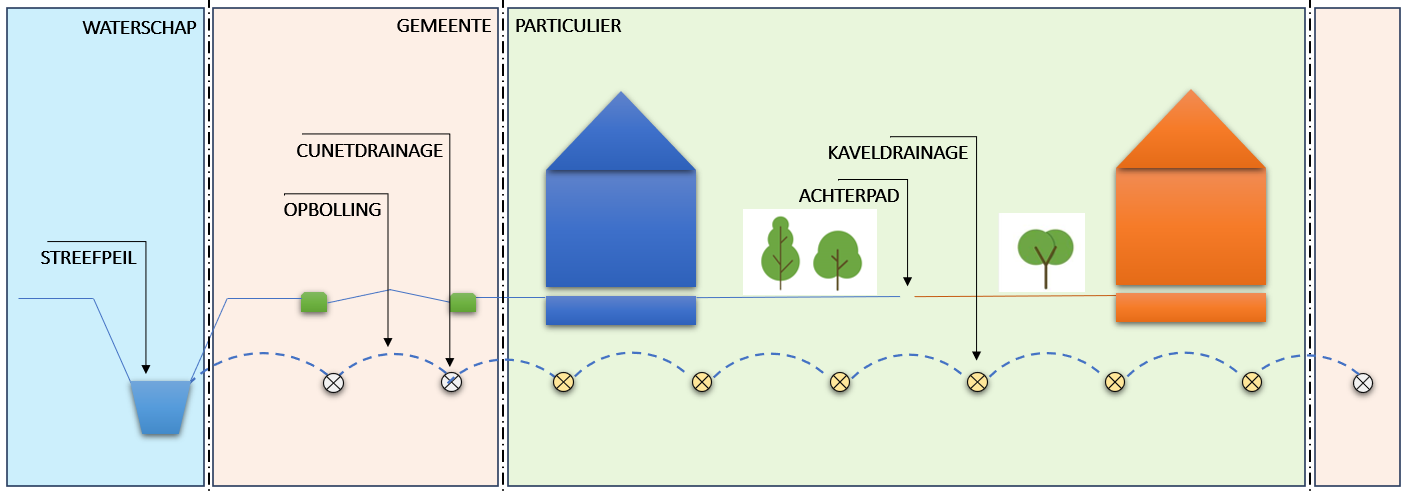 WATERSCHAP
GEMEENTE
PARTICULIER
CUNETDRAINAGE
KAVELDRAINAGE
ACHTERPAD
OPBOLLING
STREEFPEIL